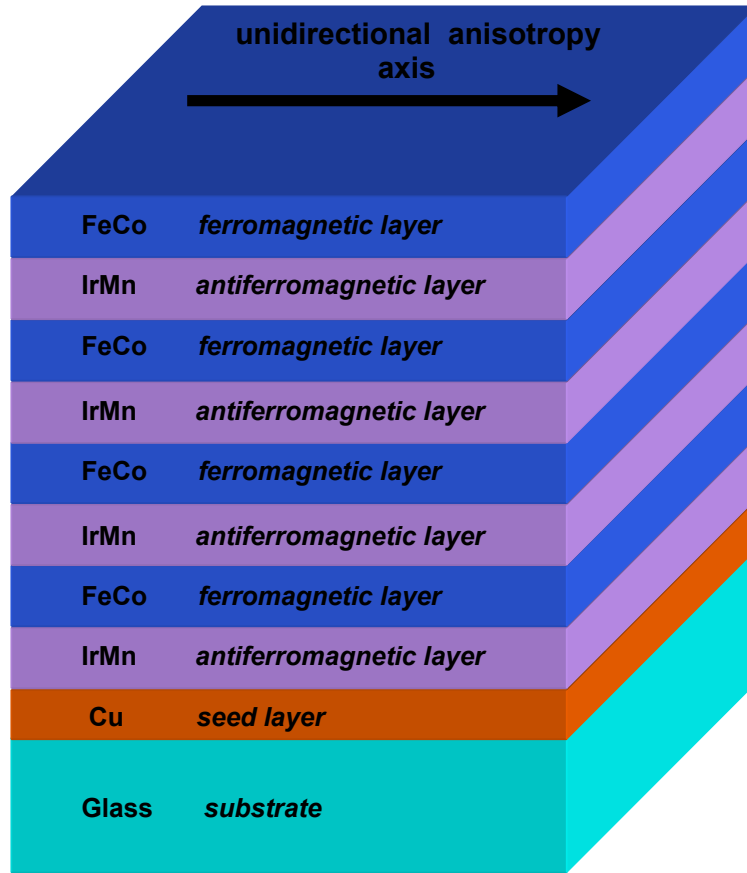 unidirectional anisotropy
axis
FeCo ferromagnetic layer
IrMn antiferromagnetic layer
FeCo ferromagnetic layer
IrMn antiferromagnetic layer
FeCo ferromagnetic layer
IrMn antiferromagnetic layer
FeCo ferromagnetic layer
IrMn antiferromagnetic layer
Cu seed layer
Glass substrate